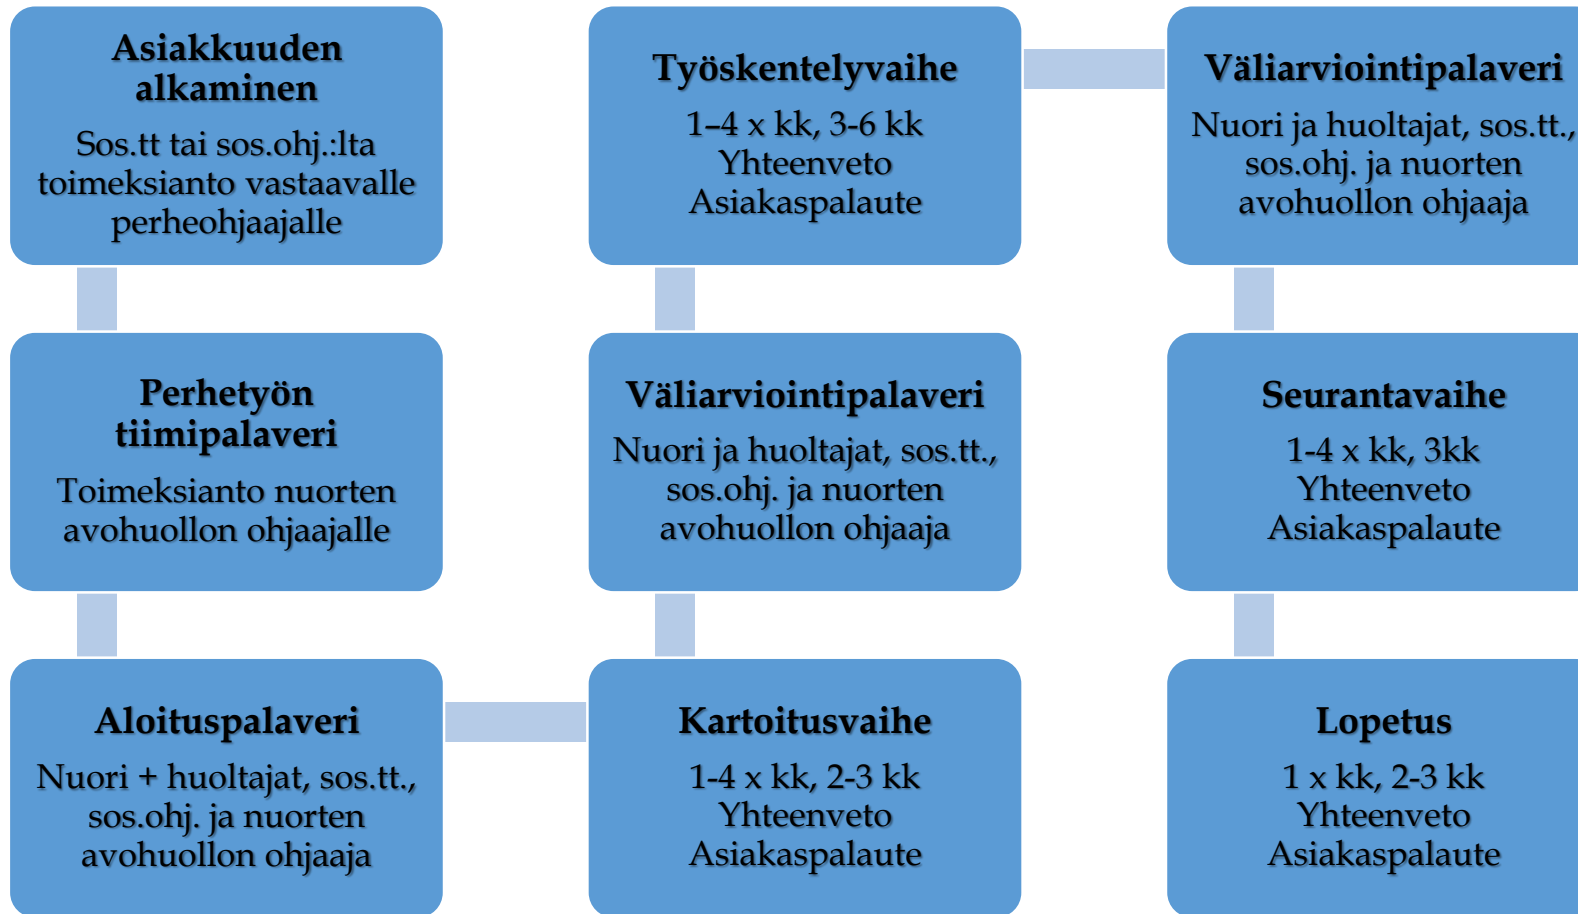 Asiakkuuden
alkaminen
Sos.tt tai sos.ohj.:lta
toimeksianto vastaavalle
perheohjaajalle
Perhetyön
tiimipalaveri
Toimeksianto nuorten
avohuollon ohjaajalle
Aloituspalaveri
Nuori + huoltajat, sos.tt.,
sos.ohj. ja nuorten
avohuollon ohjaaja
Kartoitusvaihe
1-4 x kk, 2-3 kk
Yhteenveto
Asiakaspalaute
Väliarviointipalaveri
Nuori ja huoltajat, sos.tt.,
sos.ohj. ja nuorten
avohuollon ohjaaja
Työskentelyvaihe
1–4 x kk, 3-6 kk
Yhteenveto
Asiakaspalaute
Väliarviointipalaveri
Nuori ja huoltajat, sos.tt.,
sos.ohj. ja nuorten
avohuollon ohjaaja
Seurantavaihe
1-4 x kk, 3kk
Yhteenveto
Asiakaspalaute
Lopetus
1 x kk, 2-3 kk
Yhteenveto
Asiakaspalaute